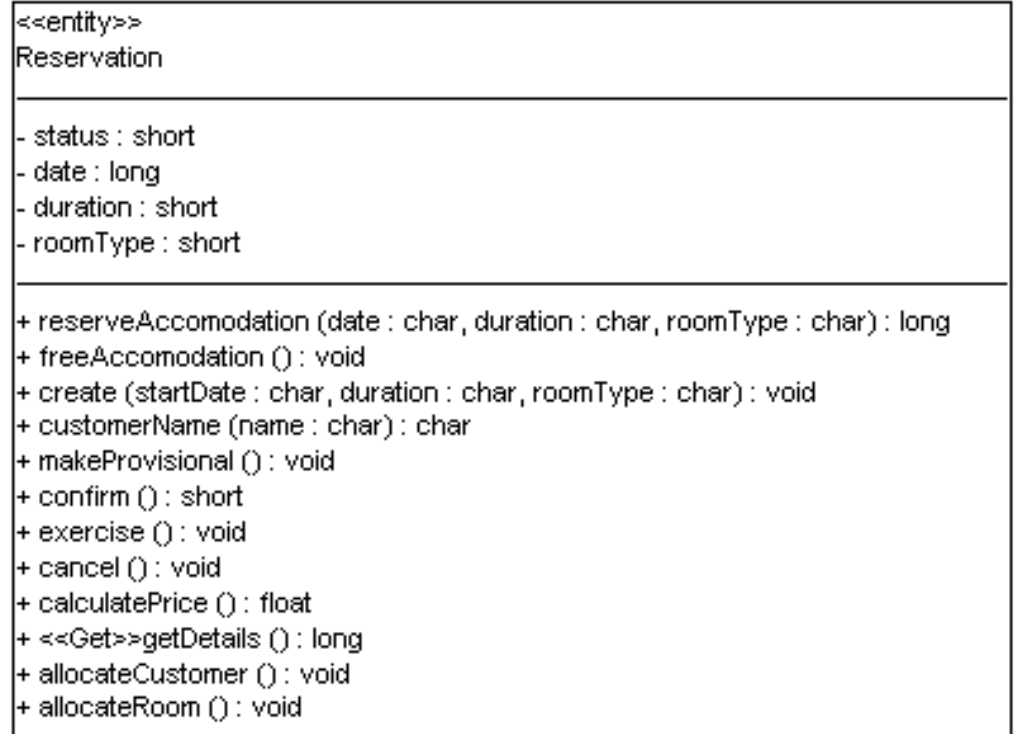 <<entity>>
Reservation
- status : short
- date : long
- duration : short
- roomType : short
+ reserveAccomodation (date : char, duration : char, roomType : char) : long
+ freeAccomodation () : void
+ create (startDate : char, duration : char, roomType : char) : void
+ customerName (name : char) : char
+ makeProvisional () : void
+ confirm () : short
+ exercise () : void
+ cancel () : void
+ calculatePrice () : float
+ <<Get>>getDetails () : long
+ allocateCustomer () : void
+ allocateRoom () : void